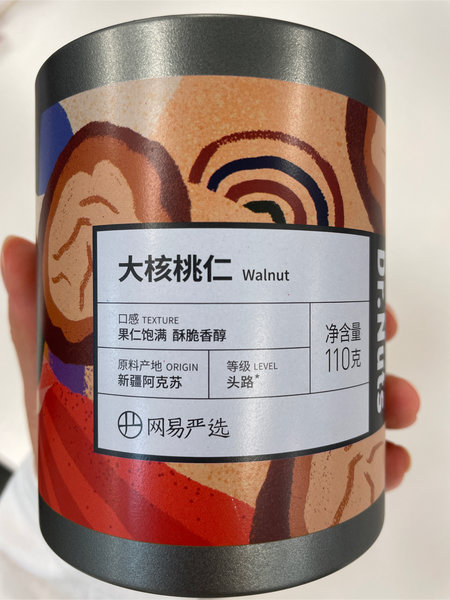 大核桃仁 Walnut
口感 TEXTURE
果仁饱满 酥脆香醇
原料产地 ORIGIN
新疆阿克苏
等级 LEVEL
头路*
净含量
110克
网易严选
Dr.Nuts